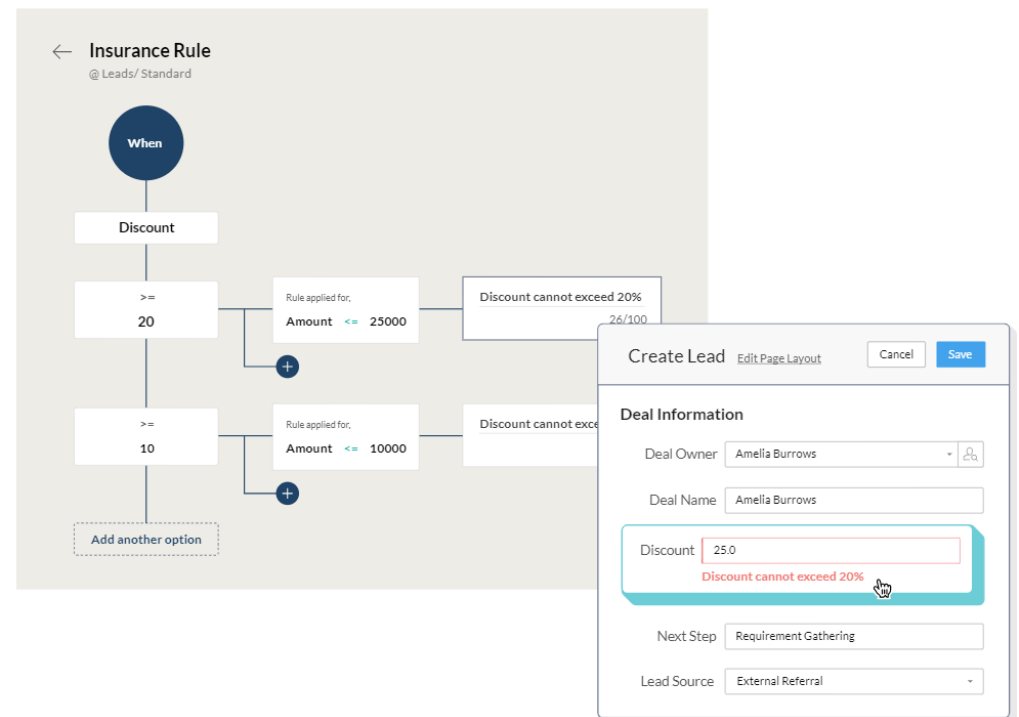 Insurance Rule
@ Leads/ Standard
When
Discount
>=
20
Rule applied for,
Amount <= 25000
Discount cannot exceed 20%
26/100
>=
10
Rule applied for,
Amount <= 10000
Discount cannot
Add another option
Create Lead Edit Page Layout Cancel Save
Deal Information
Deal Owner Amelia Burrows
Deal Name Amelia Burrows
Discount 25.0
Discount cannot exceed 20%
Next Step Requirement Gathering
Lead Source External Referral